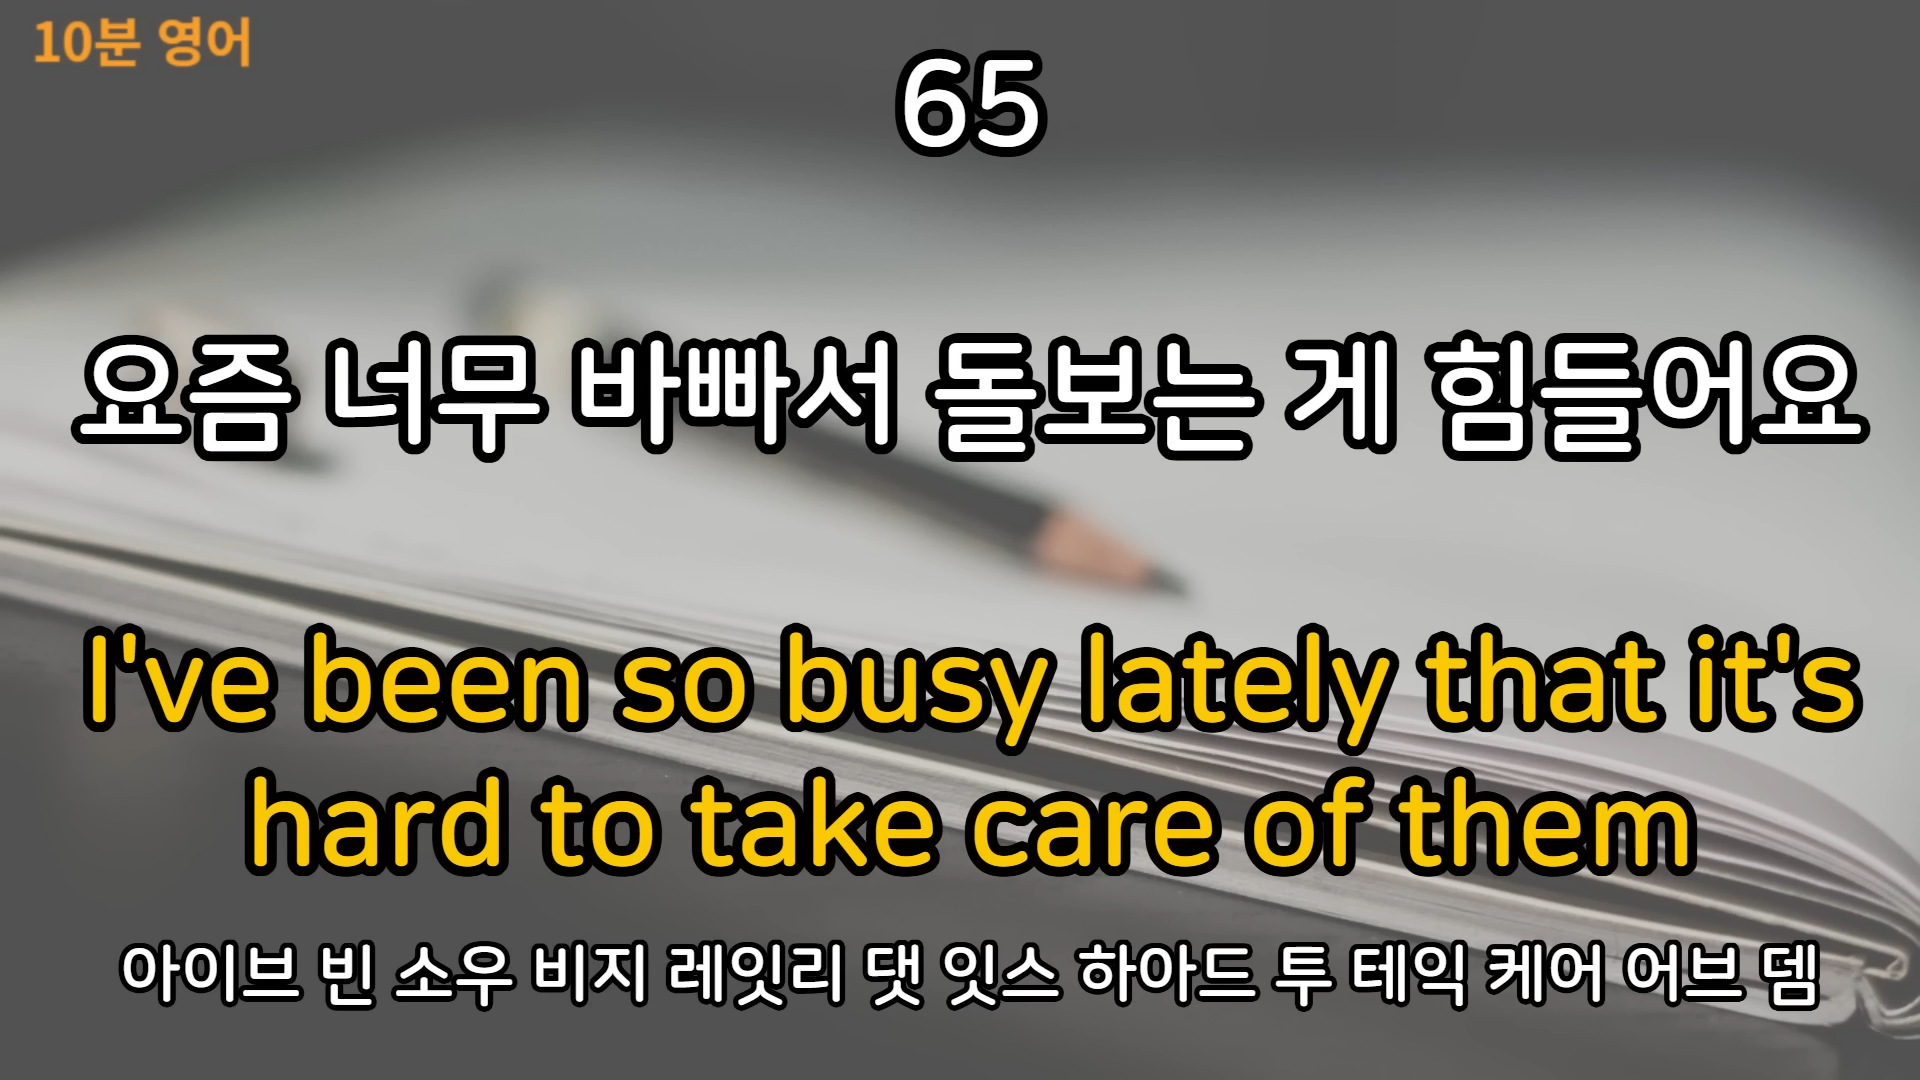 10분 영어
65
요즘 너무 바빠서 돌보는 게 힘들어요
I've been so busy lately that it's
hard to take care of them
아이브 빈 소우 비지 레잇리 댓 잇스 하아드 투 테익 케어 어브 뎀